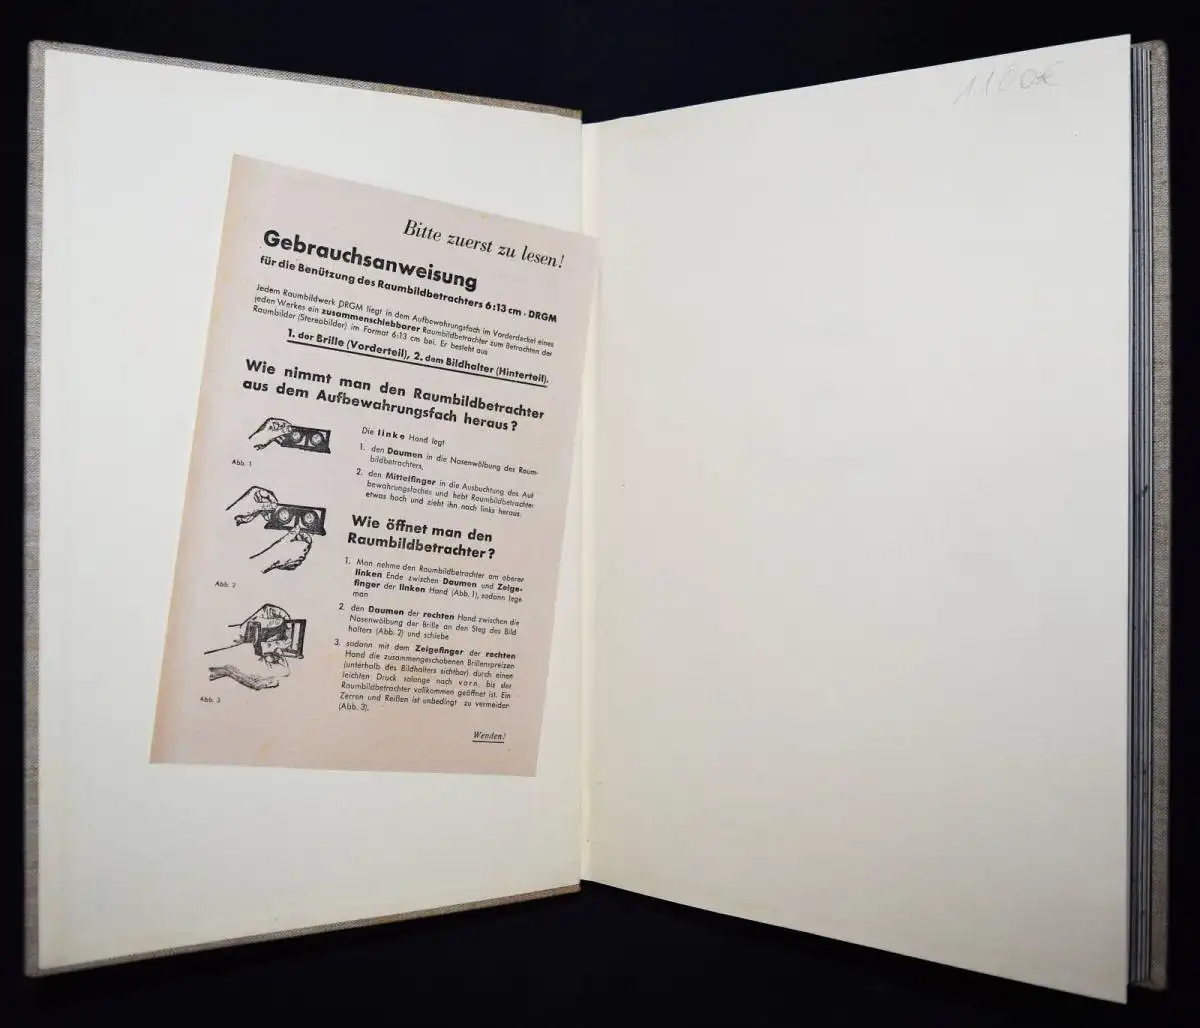 Bitte zuerst zu lesen!
Gebrauchsanweisung
für die Benützung des Raumbildbetrachters 6:13 cm · DRGM
Jedem Raumbildwerk DRGM liegt in dem Aufbewahrungsfach im Vorderdeckel eines
jeden Werkes ein zusammenschiebbarer Raumbildbetrachter zum Betrachten der
Raumbilder (Stereobilder) im Format 6:13 cm bei. Er besteht aus
1. der Brille (Vorderteil), 2. dem Bildhalter (Hinterteil).
Wie nimmt man den Raumbildbetrachter
aus dem Aufbewahrungsfach heraus?
Die linke Hand legt
1. den Daumen in die Nasenwölbung des Raum-
bildbetrachters,
2. den Mittelfinger in die Ausbuchtung des Auf
bewahrungsfaches und hebt Raumbildbetrachter
etwas hoch und zieht ihn nach links heraus.
Abb. 1
Wie öffnet man den
Raumbildbetrachter?
1. Man nehme den Raumbildbetrachter am oberen
linken Ende zwischen Daumen und Zeige-
finger der linken Hand (Abb. 1), sodann lege
man
Abb. 2
2. den Daumen der rechten Hand zwischen die
Nasenwölbung der Brille an den Steg des Bild
halters (Abb. 2) und schiebe
3. sodann mit dem Zeigefinger der rechten
Hand die zusammengeschobenen Brillenspreizen
(unterhalb des Bildhalters sichtbar) durch einen
leichten Druck solange nach vorn, bis der
Raumbildbetrachter vollkommen geöffnet ist. Ein
Zerren und Reißen ist unbedingt zu vermeiden
(Abb. 3).
Abb. 3
Wenden!
1100€